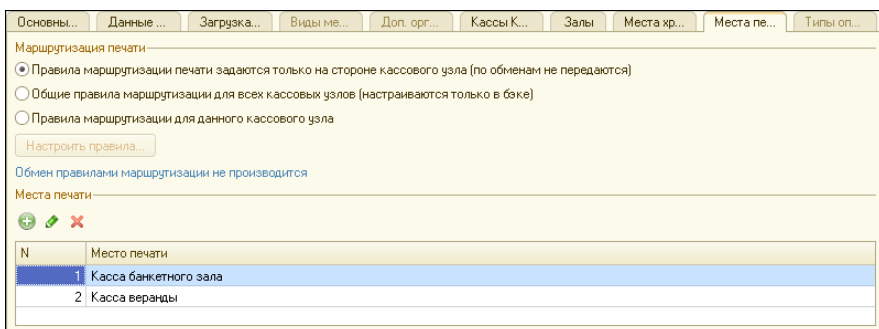 Основны... Данные ... Загрузка... Виды ме... Доп. орг... Кассы К... Залы Места хр... Места пе... Типы оп...
Маршрутизация печати
Правила маршрутизации печати задаются только на стороне кассового узла (по обменам не передаются)
Общие правила маршрутизации для всех кассовых узлов (настраиваются только в бэке)
Правила маршрутизации для данного кассового узла
Настроить правила...
Обмен правилами маршрутизации не производится
Места печати
N Место печати
1 Касса банкетного зала
2 Касса веранды